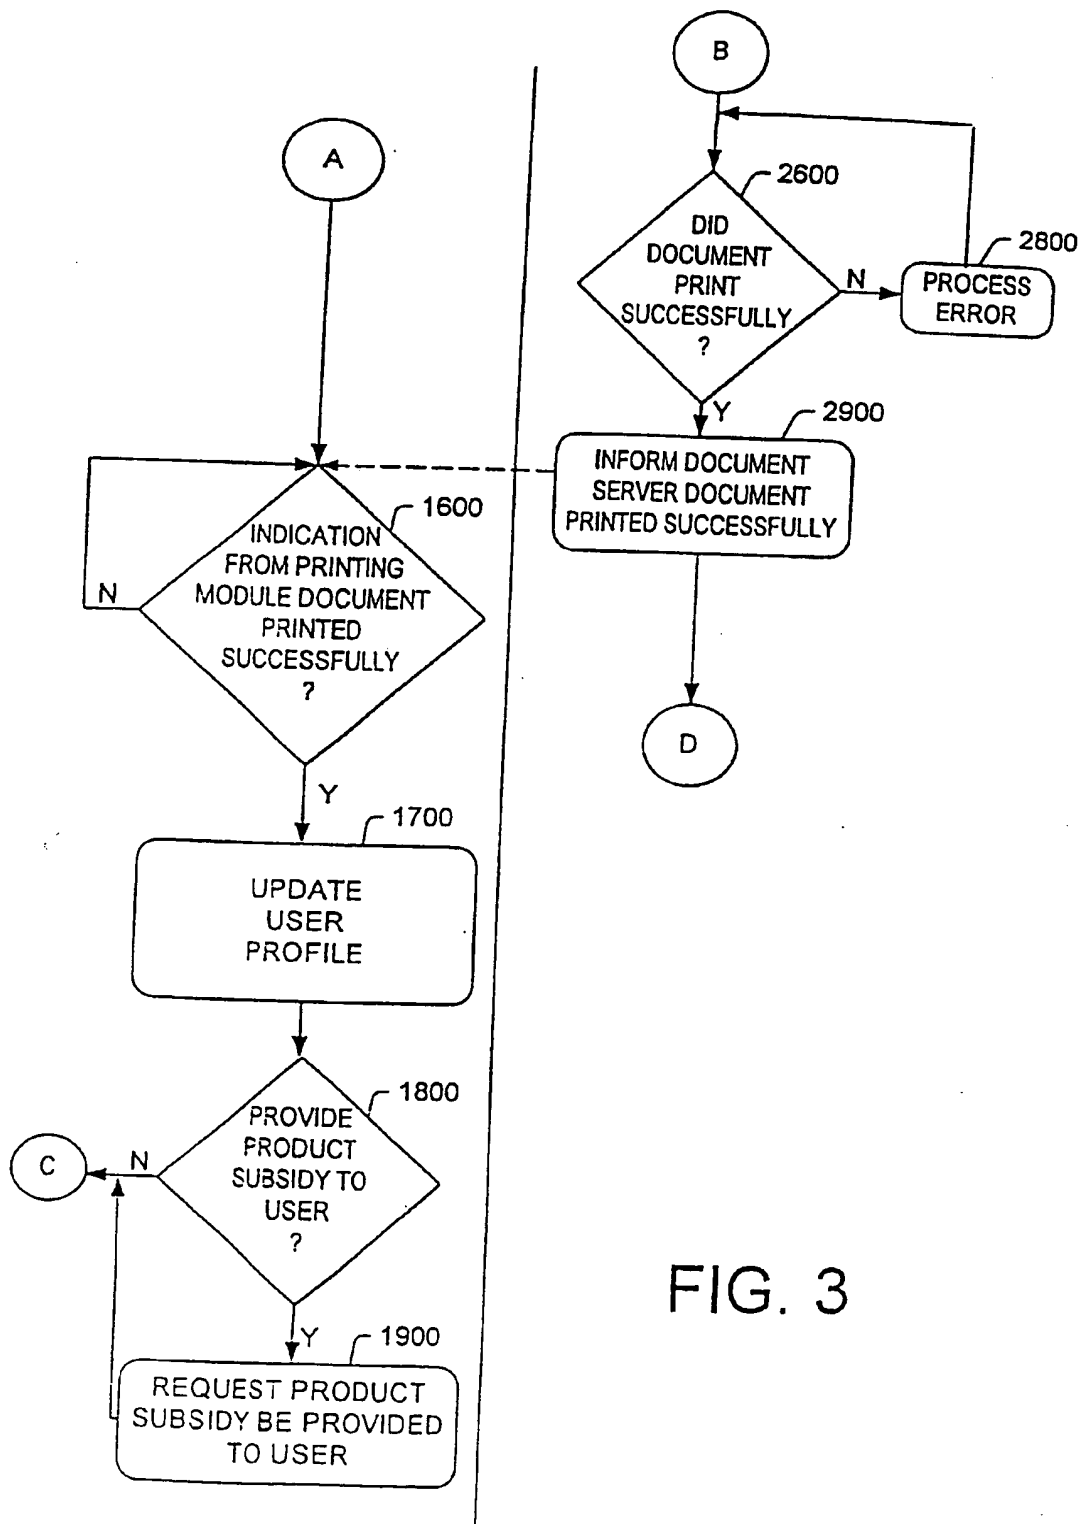 A
1600
INDICATION
FROM PRINTING
MODULE DOCUMENT
PRINTED
SUCCESSFULLY
?
N
Y
1700
UPDATE
USER
PROFILE
1800
PROVIDE
PRODUCT
SUBSIDY TO
USER
?
N
C
Y
1900
REQUEST PRODUCT
SUBSIDY BE PROVIDED
TO USER
B
2600
DID
DOCUMENT
PRINT
SUCCESSFULLY
?
N
2800
PROCESS
ERROR
Y
2900
INFORM DOCUMENT
SERVER DOCUMENT
PRINTED SUCCESSFULLY
D
FIG. 3